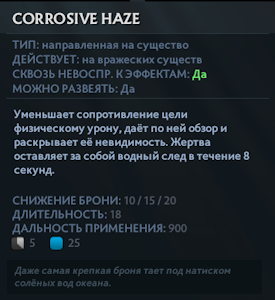 CORROSIVE HAZE
ТИП: направленная на существо
ДЕЙСТВУЕТ: на вражеских существ
СКВОЗЬ НЕВОСПР. К ЭФФЕКТАМ: Да
МОЖНО РАЗВЕЯТЬ: Да
Уменьшает сопротивление цели
физическому урону, даёт по ней обзор и
раскрывает её невидимость. Жертва
оставляет за собой водный след в течение 8
секунд.
СНИЖЕНИЕ БРОНИ: 10 / 15 / 20
ДЛИТЕЛЬНОСТЬ: 18
ДАЛЬНОСТЬ ПРИМЕНЕНИЯ: 900
5 25
Даже самая крепкая броня тает под натиском
солёных вод океана.